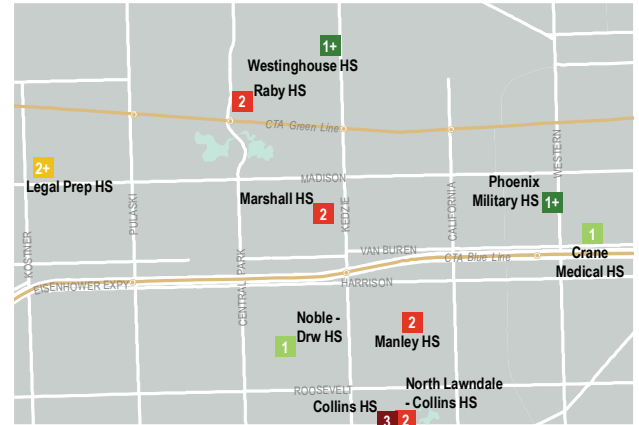 1+
Westinghouse HS
2
Raby HS
CTA Green Line
2+
Legal Prep HS
MADISON
WESTERN
PULASKI
Marshall HS
2
KEDZIE
CALIFORNIA
Phoenix
Military HS
1+
1
Crane
Medical HS
KOSTNER
CENTRAL PARK
VAN BUREN
CTA Blue Line
EISENHOWER EXPY
HARRISON
Noble -
Drw HS
1
2
Manley HS
ROOSEVELT
North Lawndale
- Collins HS
Collins HS
3
2